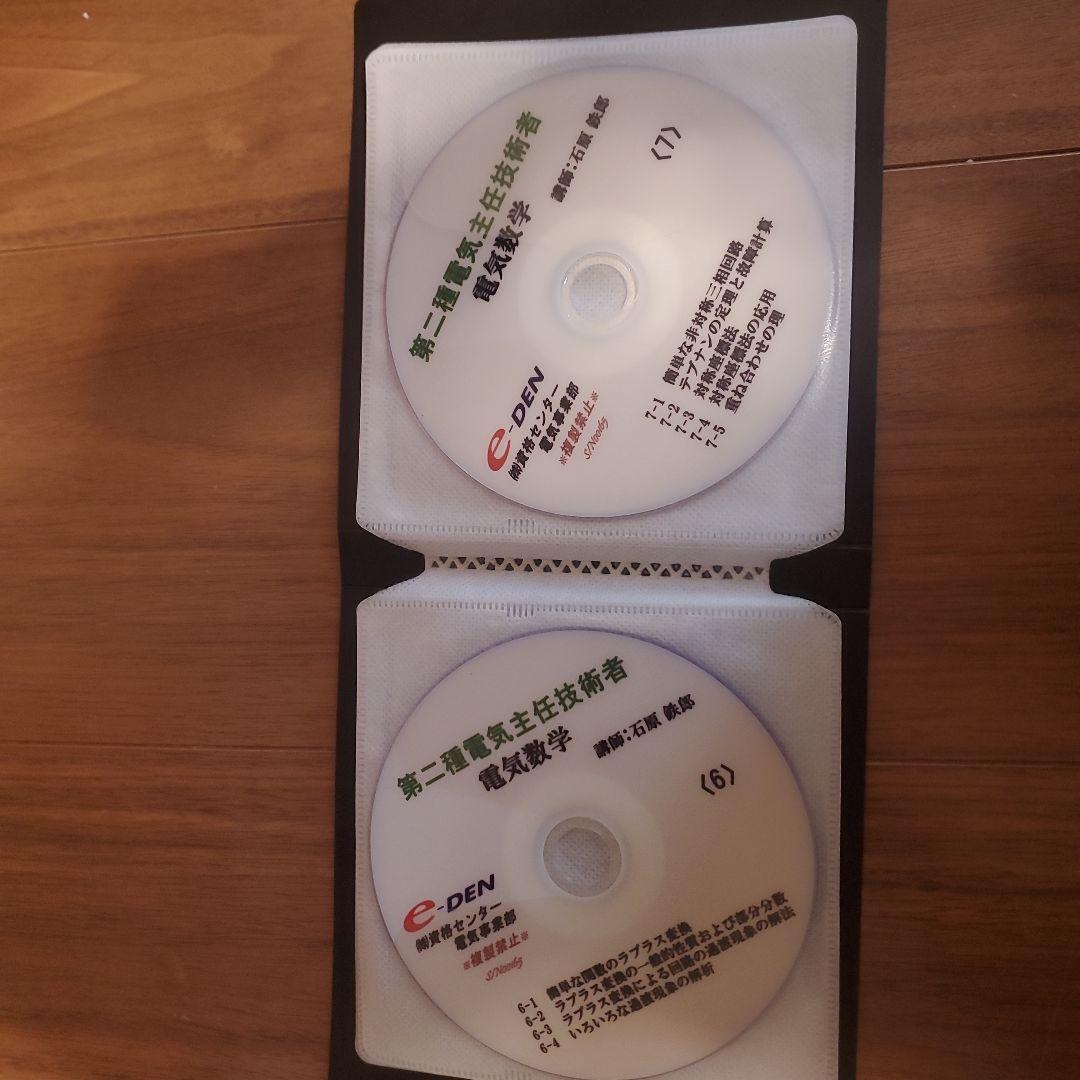 第二種電気主任技術者
電気数学
講師：石原 鉄郎
〈7〉
e-DEN
㈱資格センター
電気事業部
※複製禁止※
S/N00165
7-1 簡単な非対称三相回路
7-2 テブナンの定理と故障計算
7-3 対称座標法
7-4 対称座標法の応用
7-5 重ね合わせの理
第二種電気主任技術者
電気数学
講師：石原 鉄郎
〈6〉
e-DEN
㈱資格センター
電気事業部
※複製禁止※
S/N00165
6-1 簡単な関数のラプラス変換
6-2 ラプラス変換の一般的性質および部分分数
6-3 ラプラス変換による回路の過渡現象の解法
6-4 いろいろな過渡現象の解析